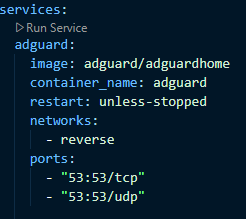 services:
▷ Run Service
  adguard:
    image: adguard/adguardhome
    container_name: adguard
    restart: unless-stopped
    networks:
      - reverse
    ports:
      - "53:53/tcp"
      - "53:53/udp"